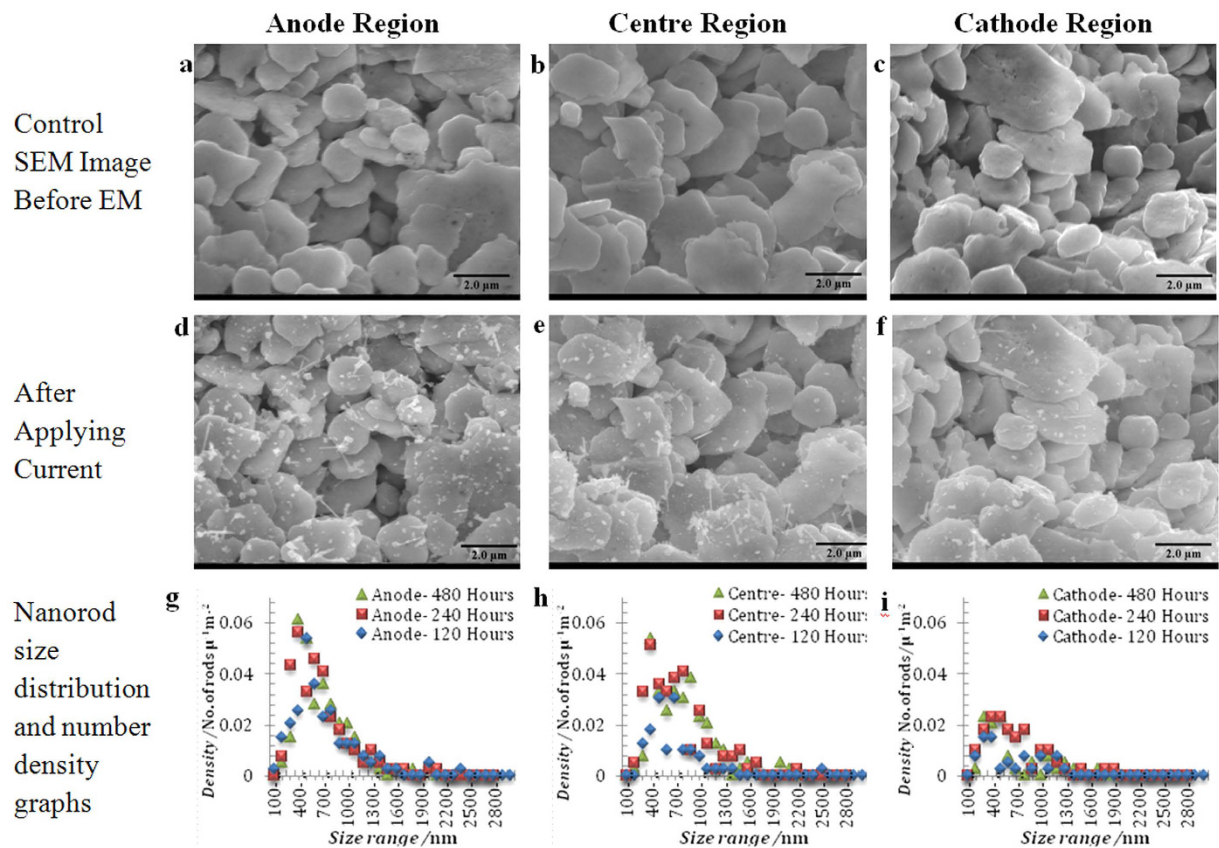 Anode Region
Centre Region
Cathode Region
Control
SEM Image
Before EM
a
2.0 µm
b
2.0 µm
c
2.0 µm
After
Applying
Current
d
2.0 µm
e
2.0 µm
f
2.0 µm
Nanorod
size
distribution
and number
density
graphs
g
Density / No. of rods µ⁻¹m⁻²
0.06
0.04
0.02
0
Anode- 480 Hours
Anode- 240 Hours
Anode- 120 Hours
100 400 700 1000 1300 1600 1900 2200 2500 2800
Size range /nm
h
Density / No. of rods/ µ⁻¹m⁻²
0.06
0.04
0.02
0
Centre- 480 Hours
Centre- 240 Hours
Centre- 120 Hours
100 400 700 1000 1300 1600 1900 2200 2500 2800
Size range /nm
i
Density No. of rods / µ⁻¹m⁻²
0.06
0.04
0.02
0
Cathode- 480 Hours
Cathode- 240 Hours
Cathode- 120 Hours
100 400 700 1000 1300 1600 1900 2200 2500 2800
Size range /nm